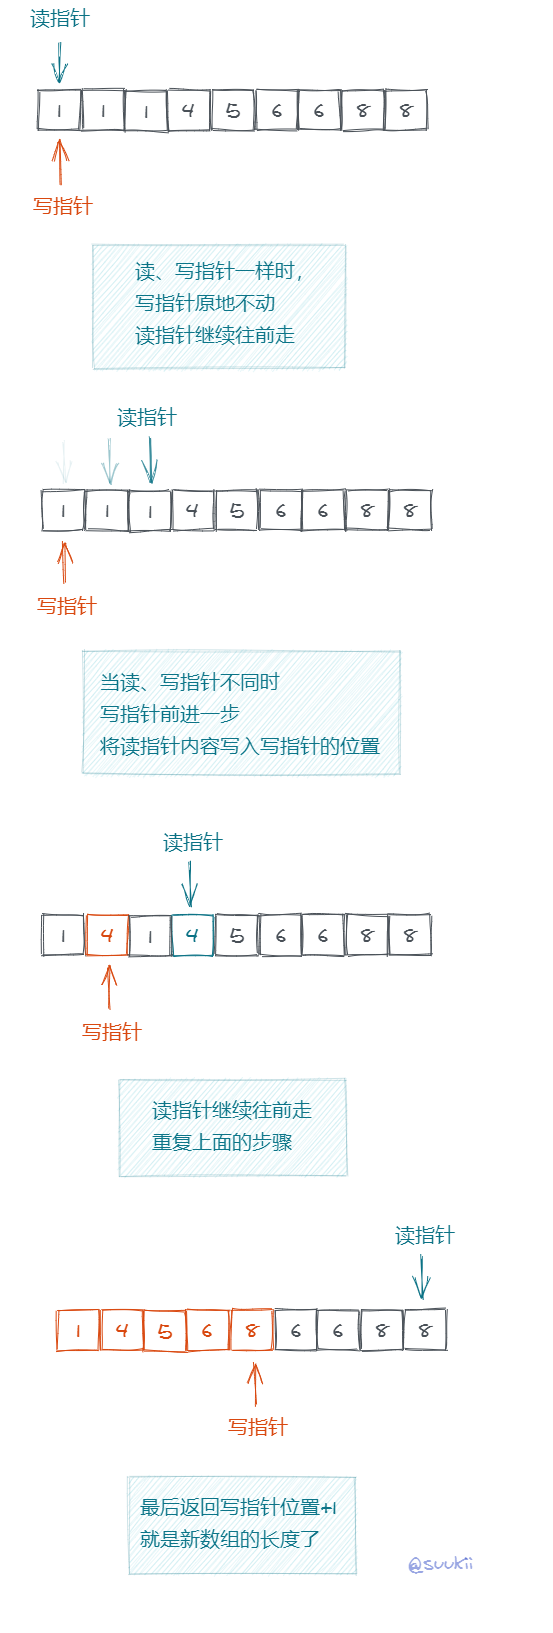 读指针
1 1 1 4 5 6 6 8 8
写指针
读、写指针一样时，
写指针原地不动
读指针继续往前走
读指针
1 1 1 4 5 6 6 8 8
写指针
当读、写指针不同时
写指针前进一步
将读指针内容写入写指针的位置
读指针
1 4 1 4 5 6 6 8 8
写指针
读指针继续往前走
重复上面的步骤
读指针
1 4 5 6 8 6 6 8 8
写指针
最后返回写指针位置+1
就是新数组的长度了
@suukii